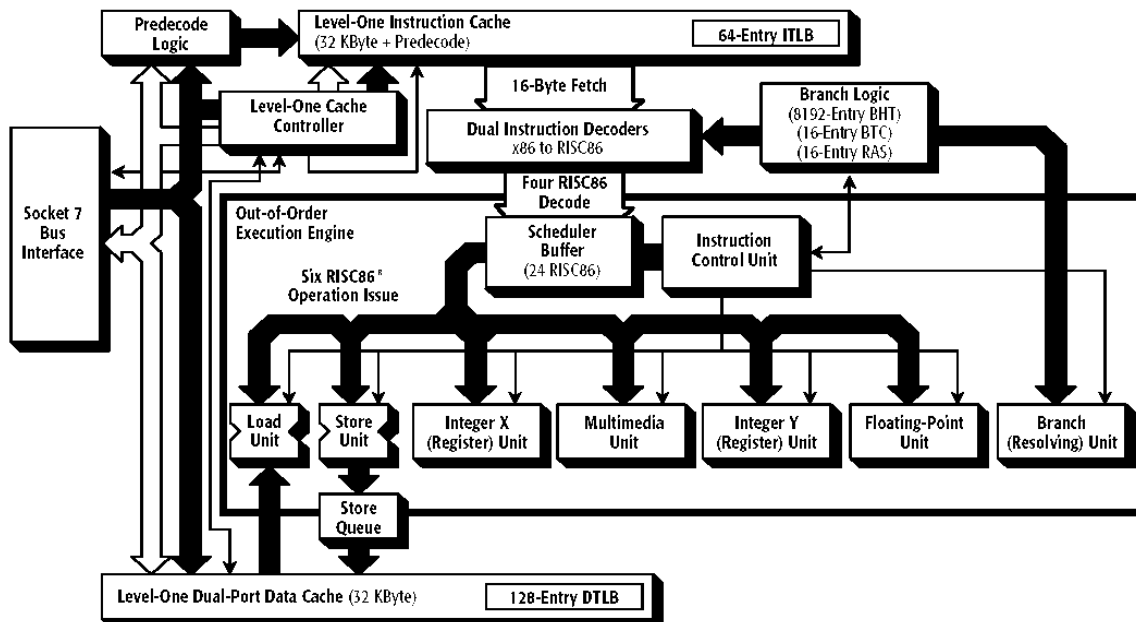 Predecode
Logic
Level-One Instruction Cache
(32 KByte + Predecode)
64-Entry ITLB
Level-One Cache
Controller
16-Byte Fetch
Dual Instruction Decoders
x86 to RISC86
Branch Logic
(8192-Entry BHT)
(16-Entry BTC)
(16-Entry RAS)
Four RISC86
Decode
Socket 7
Bus
Interface
Out-of-Order
Execution Engine
Scheduler
Buffer
(24 RISC86)
Instruction
Control Unit
Six RISC86®
Operation Issue
Load
Unit
Store
Unit
Integer X
(Register) Unit
Multimedia
Unit
Integer Y
(Register) Unit
Floating-Point
Unit
Branch
(Resolving) Unit
Store
Queue
Level-One Dual-Port Data Cache (32 KByte)
128-Entry DTLB